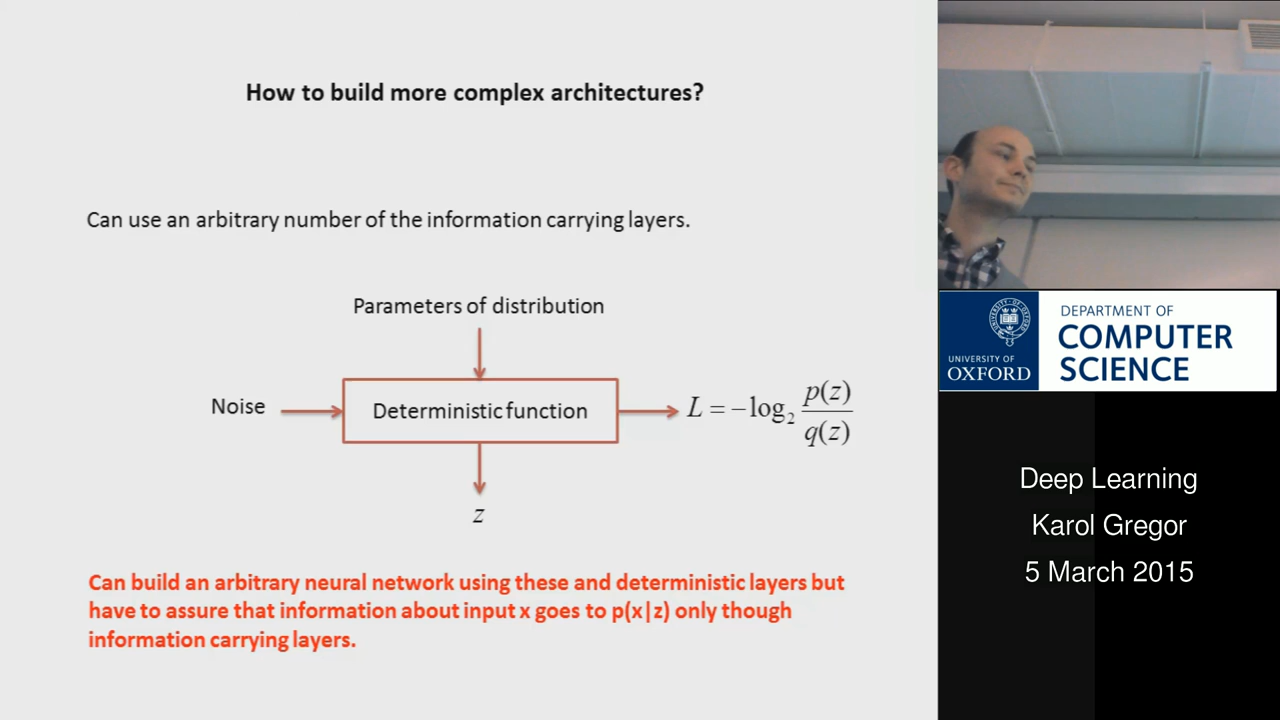 How to build more complex architectures?
Can use an arbitrary number of the information carrying layers.
Parameters of distribution
Noise
Deterministic function
L = −log₂ p(z)/q(z)
z
Can build an arbitrary neural network using these and deterministic layers but
have to assure that information about input x goes to p(x|z) only though
information carrying layers.
UNIVERSITY OF
OXFORD
DEPARTMENT OF
COMPUTER
SCIENCE
Deep Learning
Karol Gregor
5 March 2015